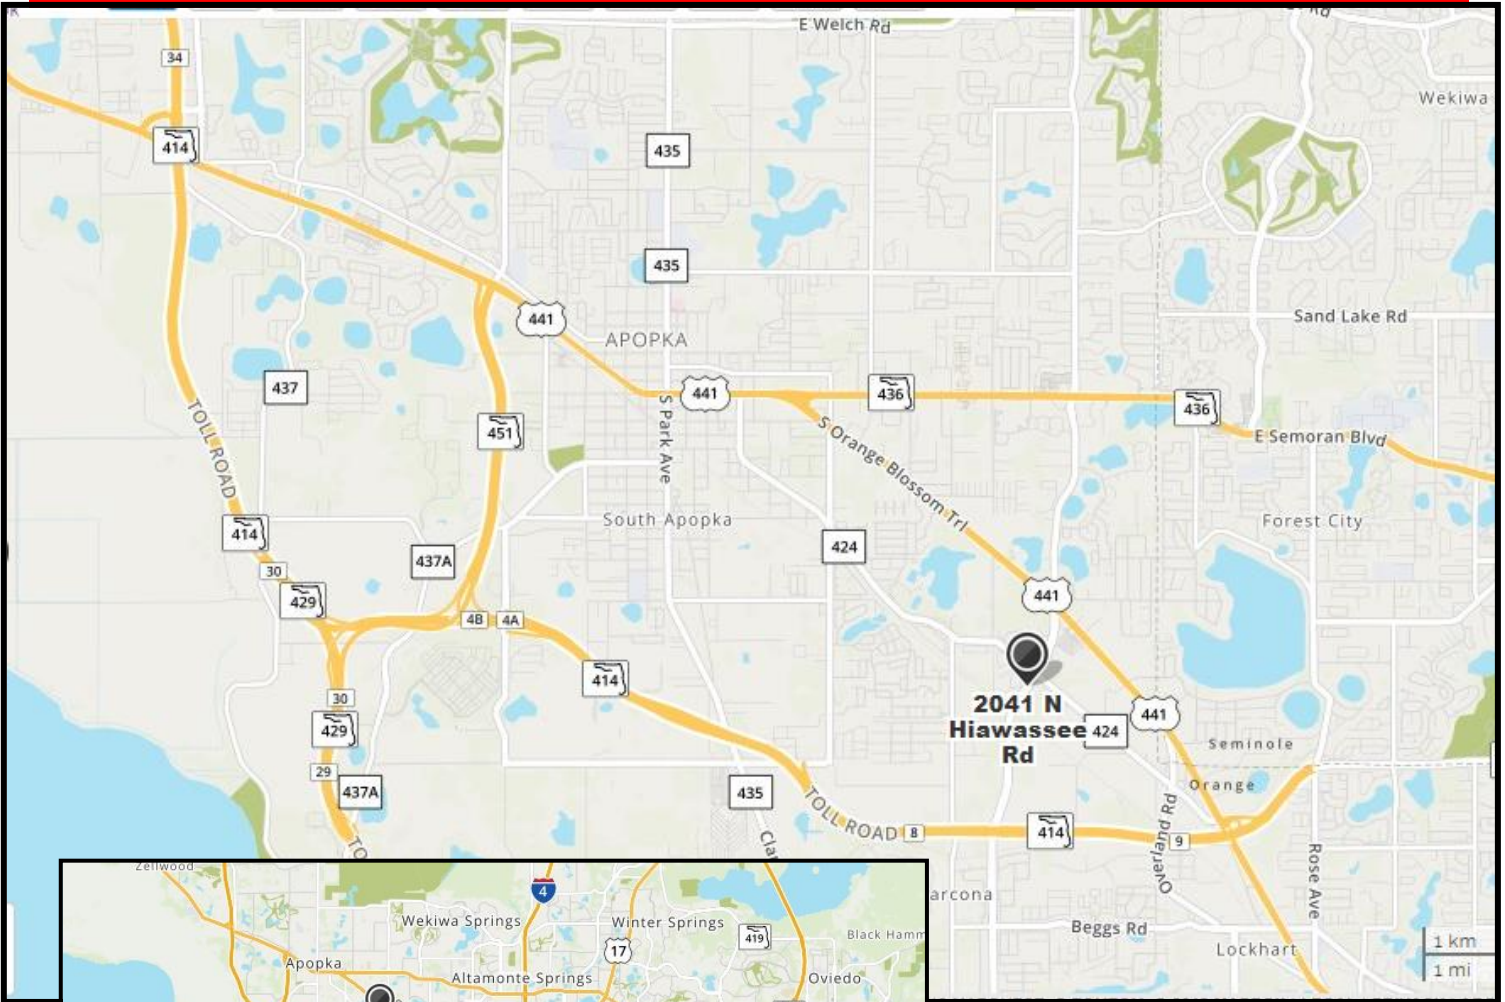 E Welch Rd
34
Wekiwa
414
435
435
Sand Lake Rd
441
APOPKA
437
441
436
436
451
S Park Ave
S Orange Blossom Trl
E Semoran Blvd
TOLL ROAD
South Apopka
Forest City
414
437A
424
30
429
441
4B
4A
414
30
2041 N
Hiawassee
Rd
429
424
441
Seminole
29
437A
435
Orange
TOLL ROAD
8
414
9
Overland Rd
Rose Ave
TO
Cla
arcona
Beggs Rd
Lockhart
1 km
1 mi
Zellwood
4
Wekiwa Springs
Winter Springs
419
17
Black Hamm
Apopka
Altamonte Springs
Oviedo